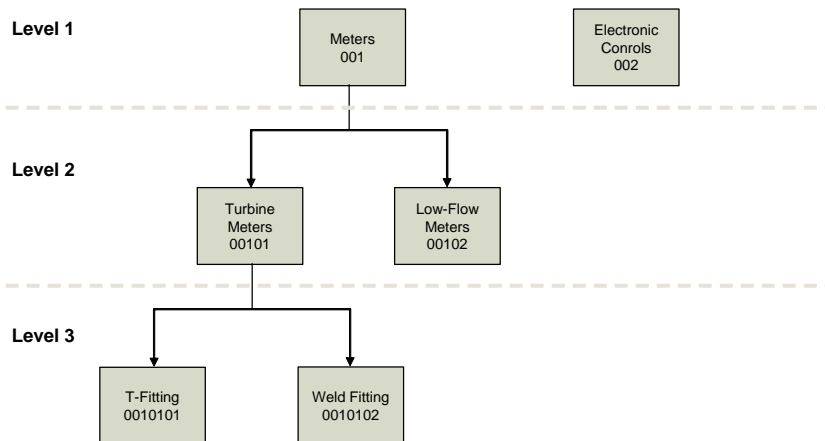 Level 1
Meters
001
Electronic
Conrols
002
Level 2
Turbine
Meters
00101
Low-Flow
Meters
00102
Level 3
T-Fitting
0010101
Weld Fitting
0010102